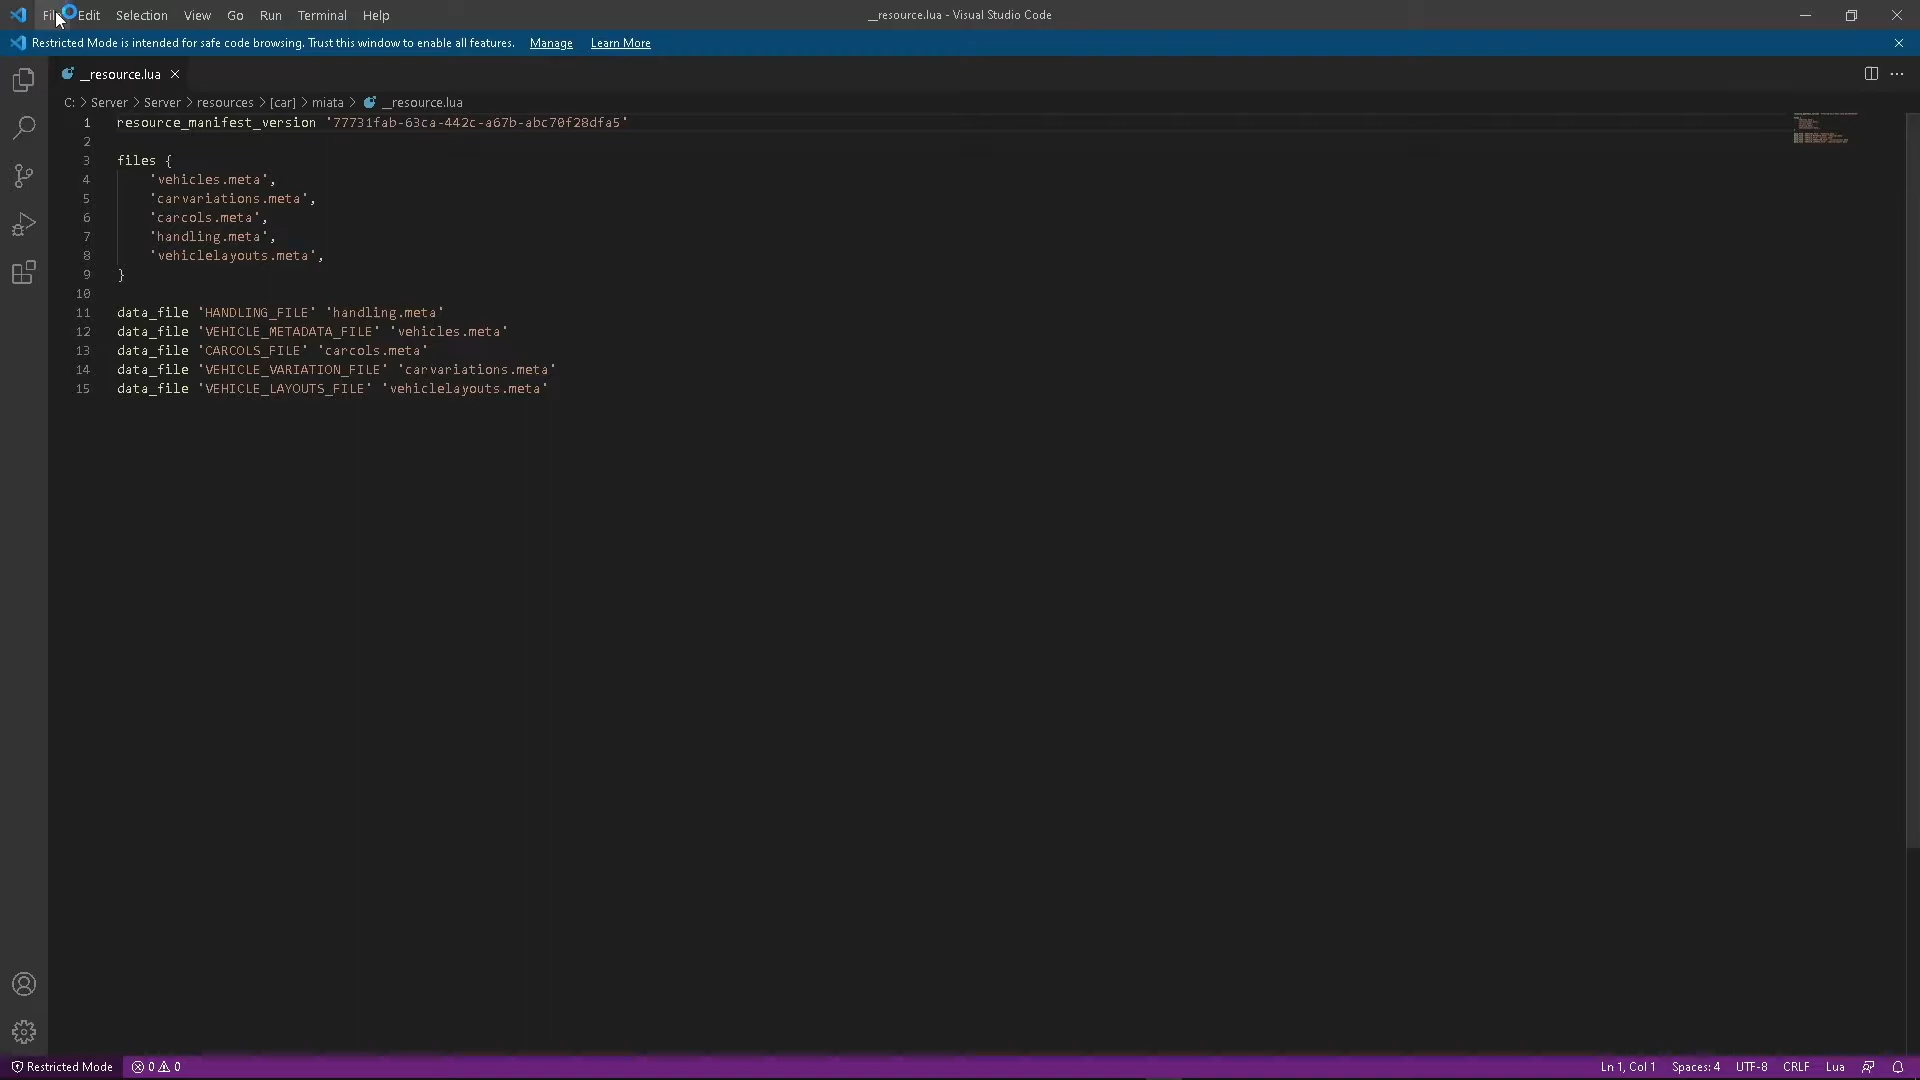 File Edit Selection View Go Run Terminal Help
__resource.lua - Visual Studio Code
Restricted Mode is intended for safe code browsing. Trust this window to enable all features. Manage Learn More
__resource.lua
C: > Server > Server > resources > [car] > miata > __resource.lua
1 resource_manifest_version '77731fab-63ca-442c-a67b-abc70f28dfa5'
2
3 files {
4 'vehicles.meta',
5 'carvariations.meta',
6 'carcols.meta',
7 'handling.meta',
8 'vehiclelayouts.meta',
9 }
10
11 data_file 'HANDLING_FILE' 'handling.meta'
12 data_file 'VEHICLE_METADATA_FILE' 'vehicles.meta'
13 data_file 'CARCOLS_FILE' 'carcols.meta'
14 data_file 'VEHICLE_VARIATION_FILE' 'carvariations.meta'
15 data_file 'VEHICLE_LAYOUTS_FILE' 'vehiclelayouts.meta'
Restricted Mode 0 0 Ln 1, Col 1 Spaces: 4 UTF-8 CRLF Lua